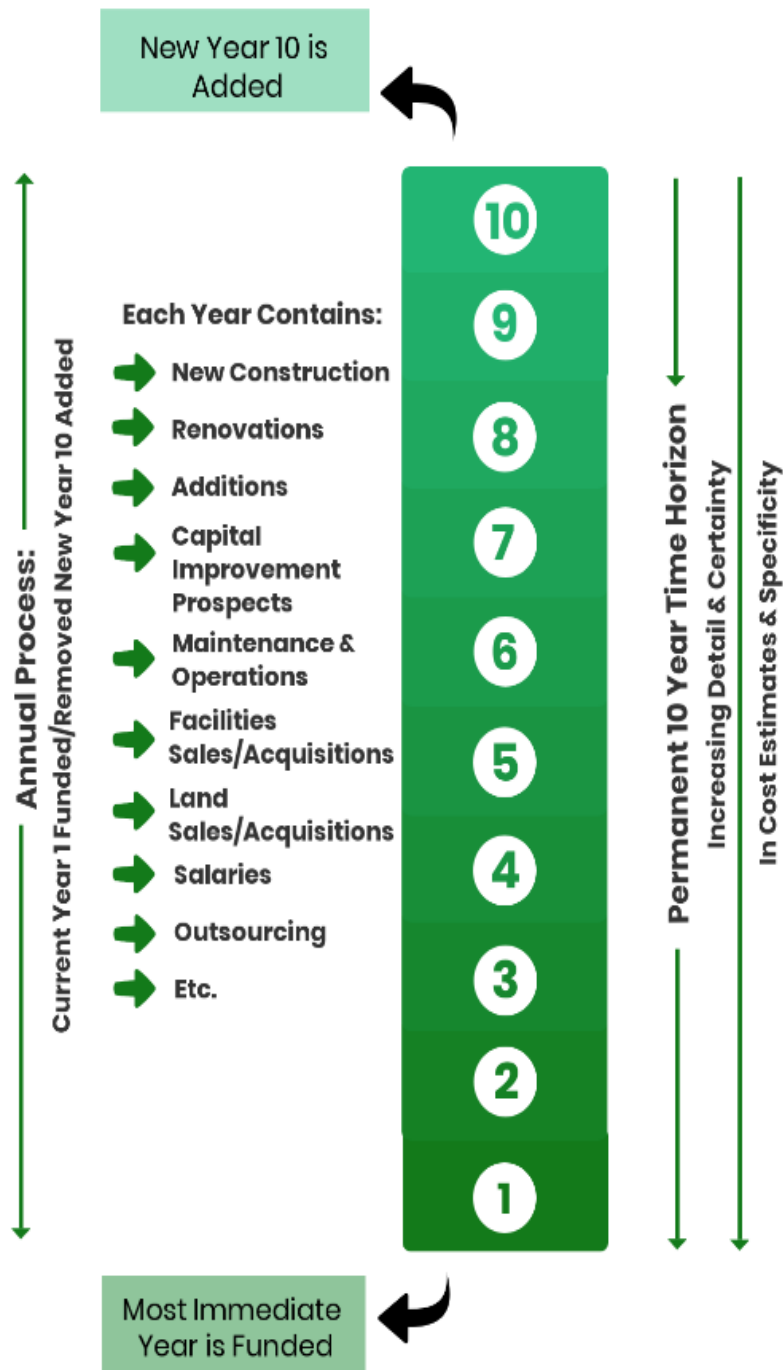 New Year 10 is
Added
Annual Process:
Current Year 1 Funded/Removed New Year 10 Added
Each Year Contains:
New Construction
Renovations
Additions
Capital
Improvement
Prospects
Maintenance &
Operations
Facilities
Sales/Acquisitions
Land
Sales/Acquisitions
Salaries
Outsourcing
Etc.
10
9
8
7
6
5
4
3
2
1
Permanent 10 Year Time Horizon
Increasing Detail & Certainty
In Cost Estimates & Specificity
Most Immediate
Year is Funded